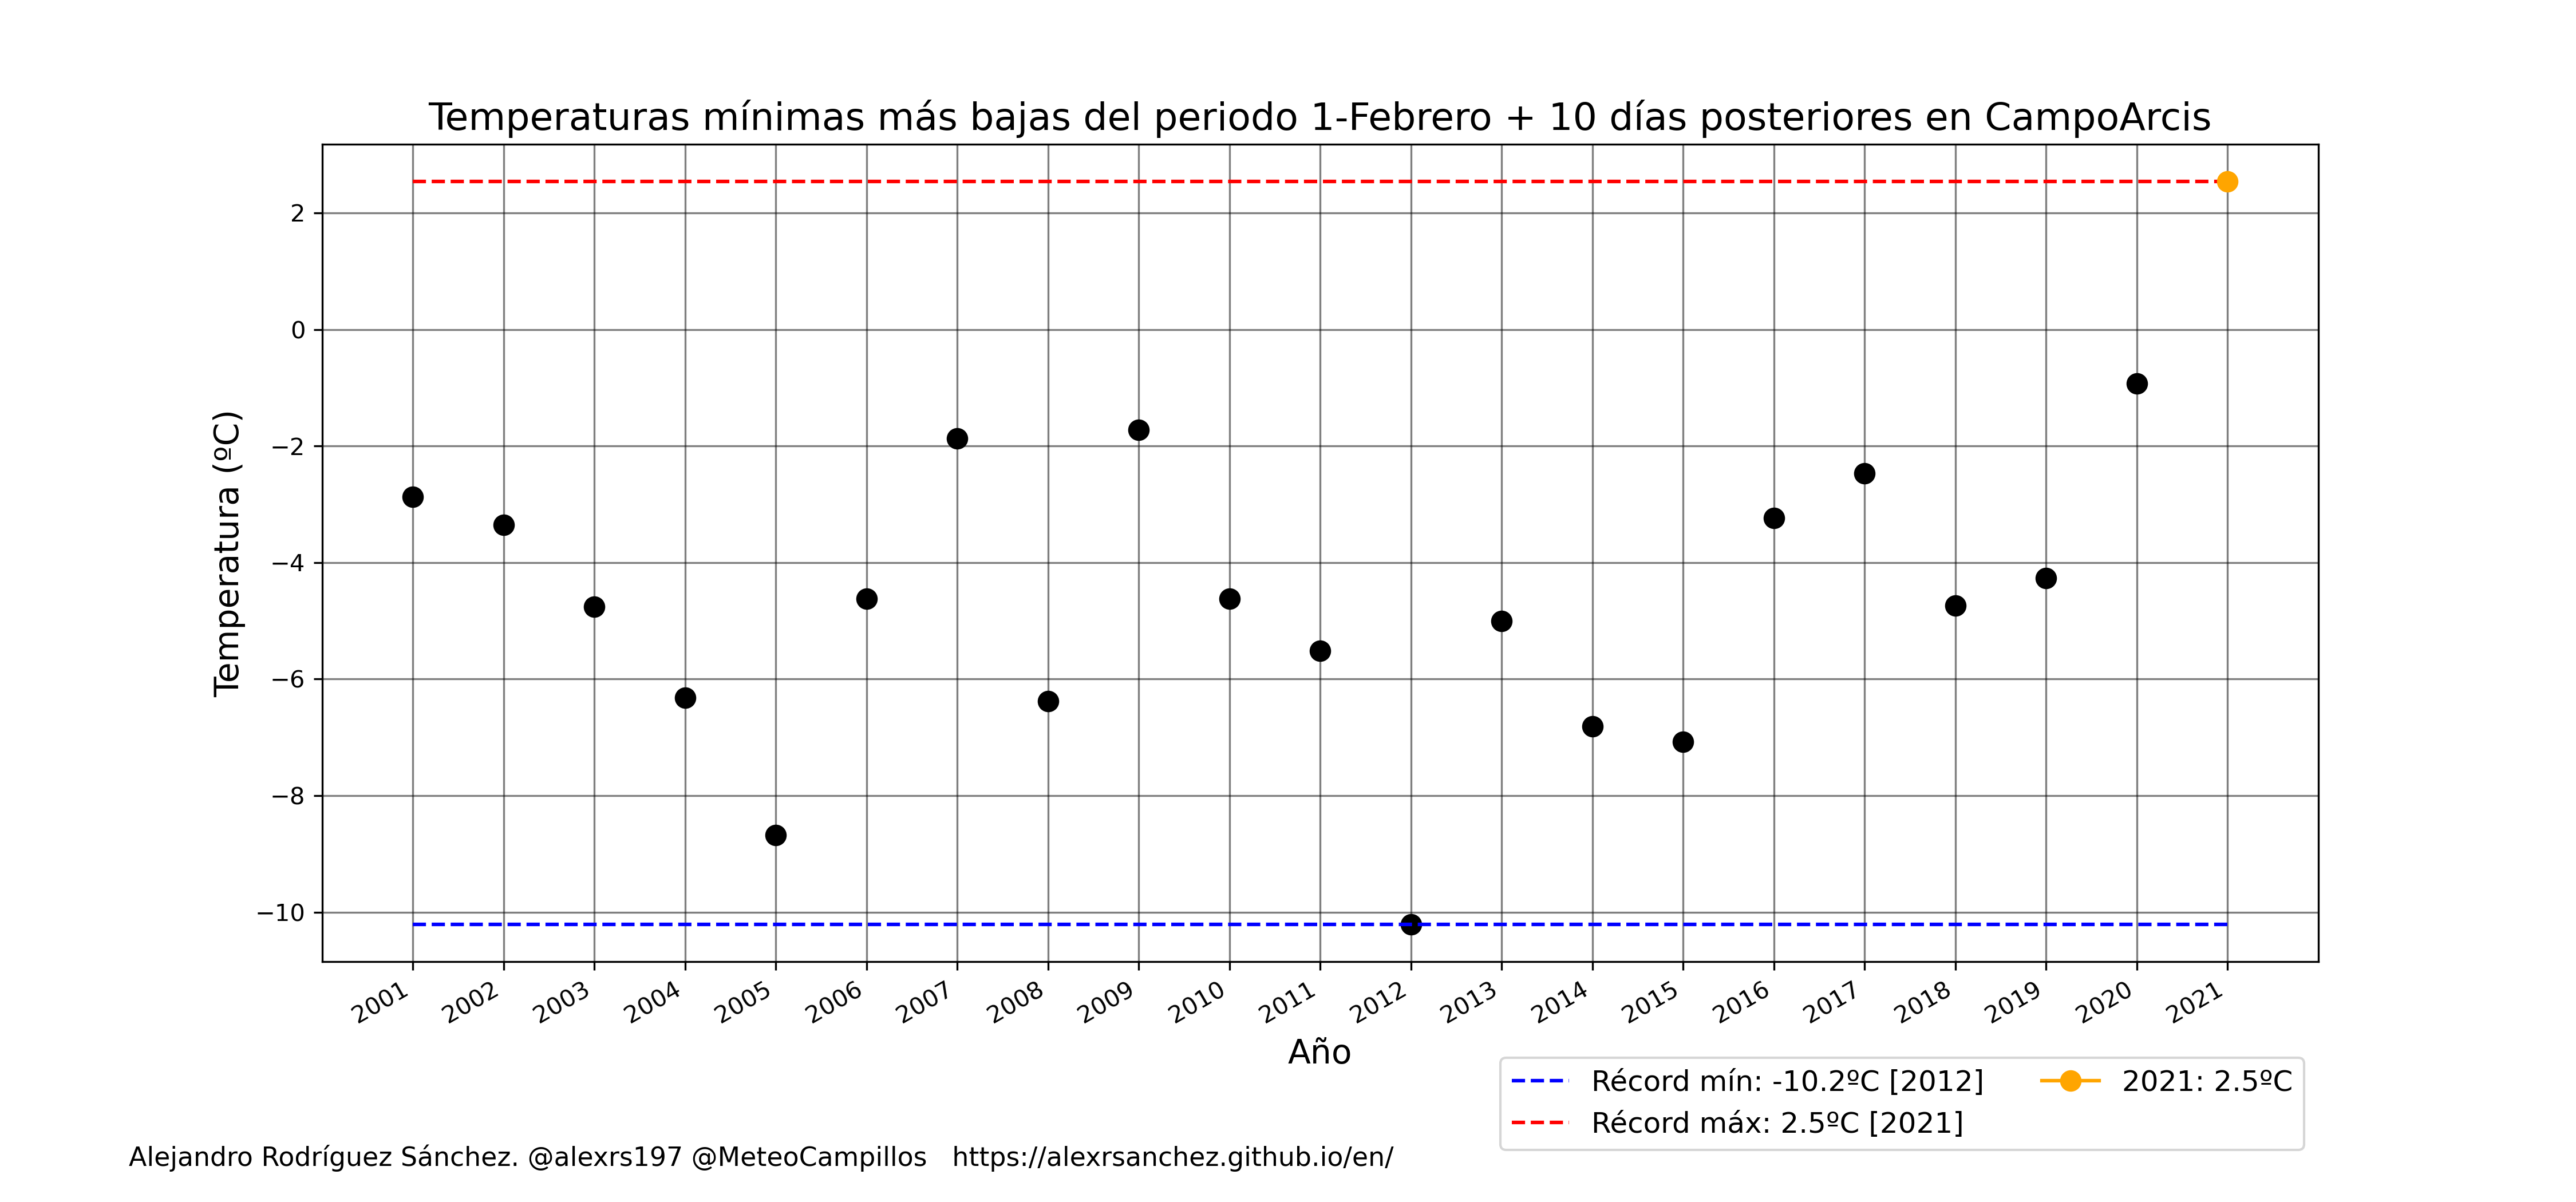 Temperaturas mínimas más bajas del periodo 1-Febrero + 10 días posteriores en CampoArcis
Temperatura (ºC)
2
0
−2
−4
−6
−8
−10
2001 2002 2003 2004 2005 2006 2007 2008 2009 2010 2011 2012 2013 2014 2015 2016 2017 2018 2019 2020 2021
Año
Récord mín: -10.2ºC [2012]
Récord máx: 2.5ºC [2021]
2021: 2.5ºC
Alejandro Rodríguez Sánchez. @alexrs197 @MeteoCampillos https://alexrsanchez.github.io/en/